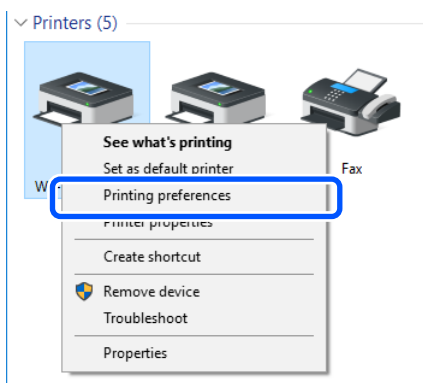 Printers (5)
See what's printing
Set as default printer
Fax
Printing preferences
Printer properties
Create shortcut
Remove device
Troubleshoot
Properties